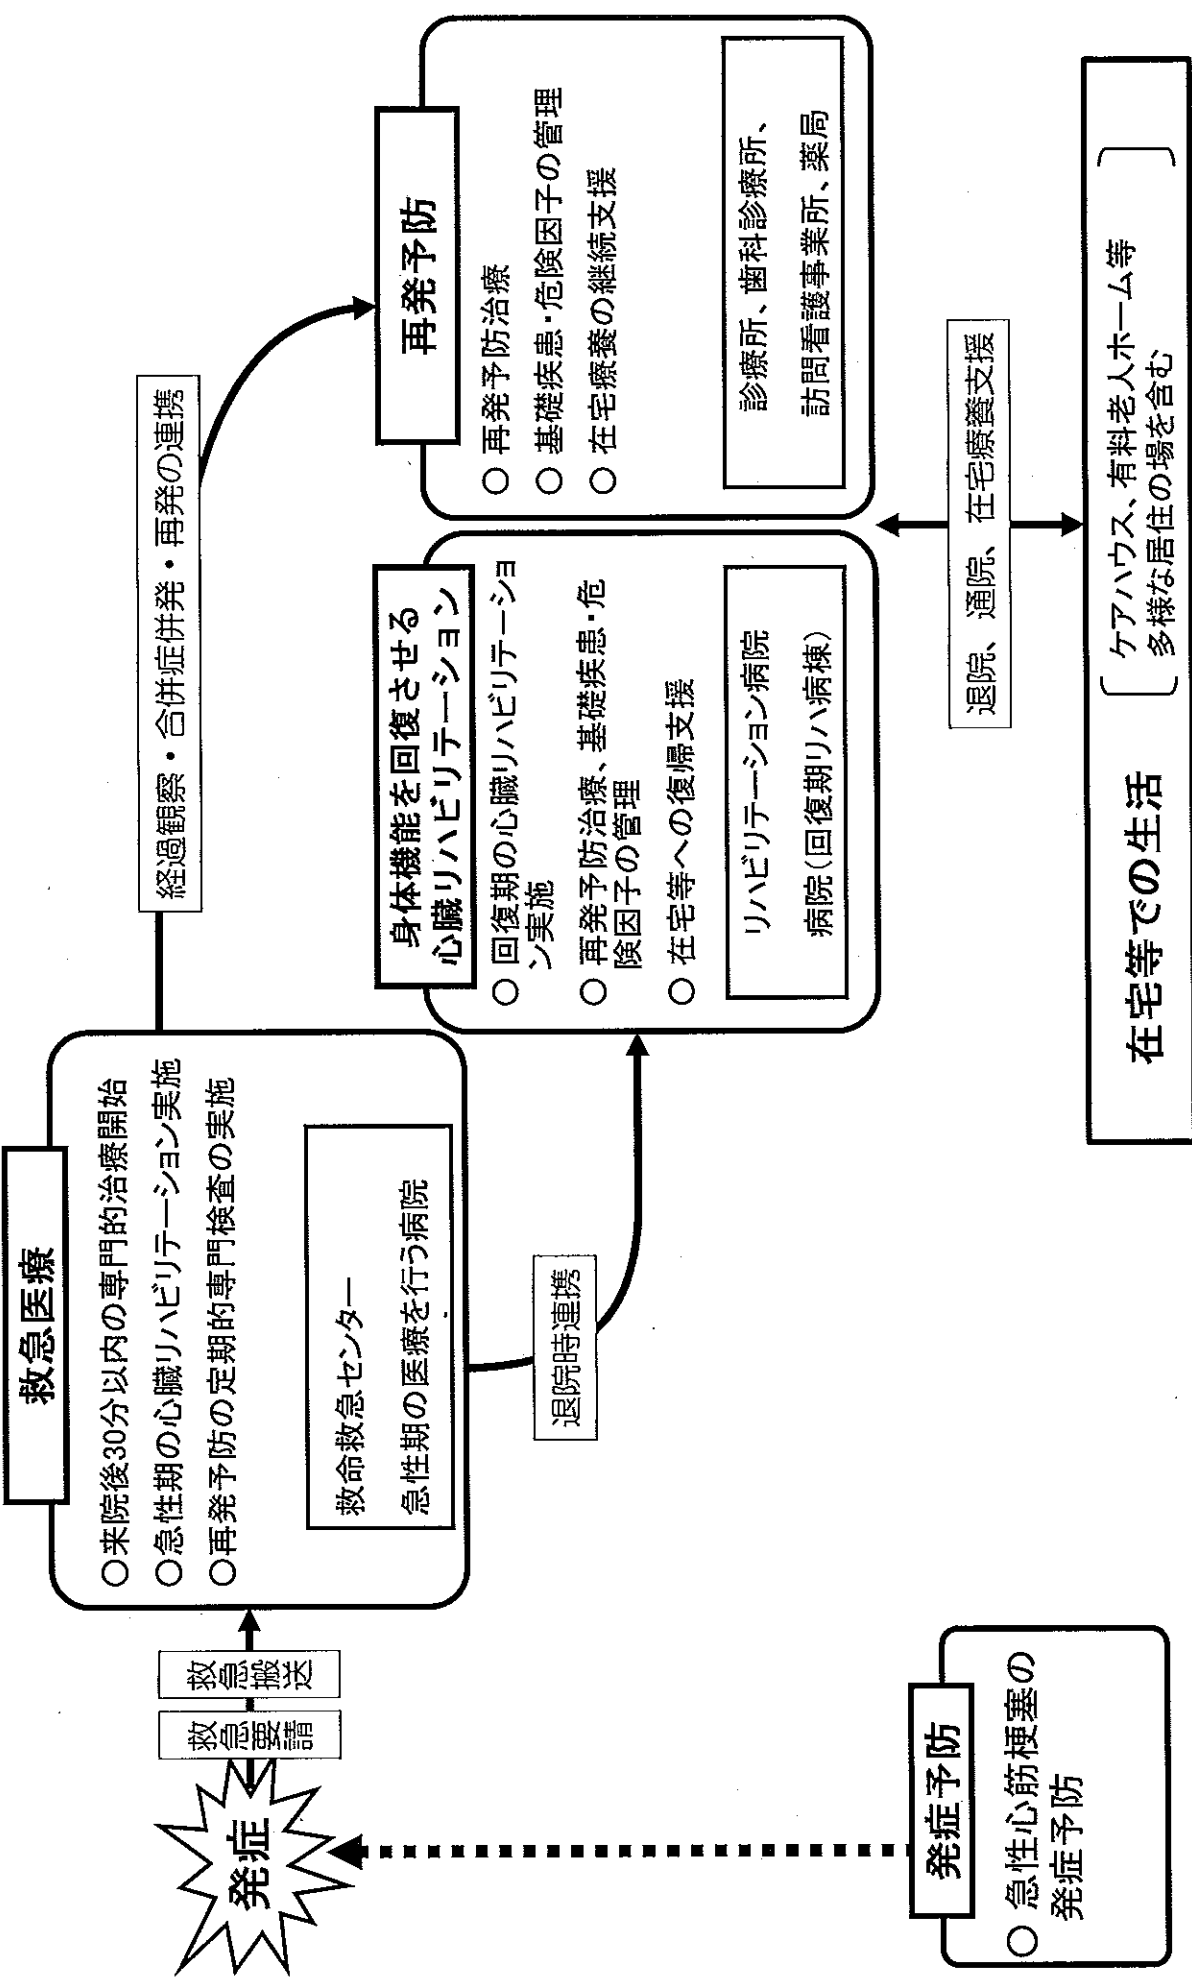 救急医療
○来院後30分以内の専門的治療開始
○急性期の心臓リハビリテーション実施
○再発予防の定期的専門検査の実施
救命救急センター
急性期の医療を行う病院
発症
救急要請
救急搬送
経過観察・合併症併発・再発の連携
退院時連携
身体機能を回復させる
心臓リハビリテーション
○ 回復期の心臓リハビリテーショ
ン実施
○ 再発予防治療、基礎疾患・危
険因子の管理
○ 在宅等への復帰支援
リハビリテーション病院
病院(回復期リハ病棟)
再発予防
○ 再発予防治療
○ 基礎疾患・危険因子の管理
○ 在宅療養の継続支援
診療所、歯科診療所、
訪問看護事業所、薬局
退院、通院、在宅療養支援
発症予防
○ 急性心筋梗塞の
発症予防
在宅等での生活
ケアハウス、有料老人ホーム等
多様な居住の場を含む